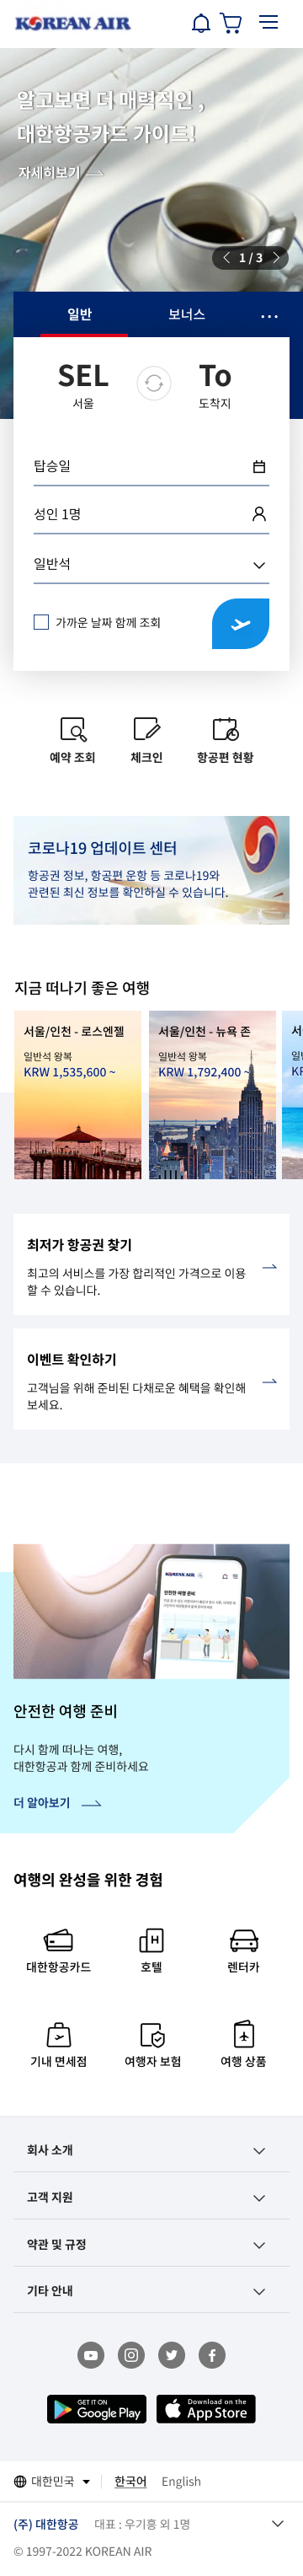 KOREAN AIR
알고보면 더 매력적인,
대한항공카드 가이드!
자세히보기
1 / 3
일반 보너스 ...
SEL To
서울 도착지
탑승일
성인 1명
일반석
가까운 날짜 함께 조회
예약 조회 체크인 항공편 현황
코로나19 업데이트 센터
항공권 정보, 항공편 운항 등 코로나19와
관련된 최신 정보를 확인하실 수 있습니다.
지금 떠나기 좋은 여행
서울/인천 - 로스엔젤 서울/인천 - 뉴욕 존 서
일반석 왕복 일반석 왕복 일반
KRW 1,535,600 ~ KRW 1,792,400 ~ KR
최저가 항공권 찾기
최고의 서비스를 가장 합리적인 가격으로 이용
할 수 있습니다.
이벤트 확인하기
고객님을 위해 준비된 다채로운 혜택을 확인해
보세요.
KOREAN AIR
안전한 여행 준비
안전한 여행 준비
다시 함께 떠나는 여행,
대한항공과 함께 준비하세요
더 알아보기
여행의 완성을 위한 경험
대한항공카드 호텔 렌터카
기내 면세점 여행자 보험 여행 상품
회사 소개
고객 지원
약관 및 규정
기타 안내
GET IT ON Download on the
Google Play App Store
대한민국 한국어 English
(주) 대한항공 대표 : 우기홍 외 1명
© 1997-2022 KOREAN AIR